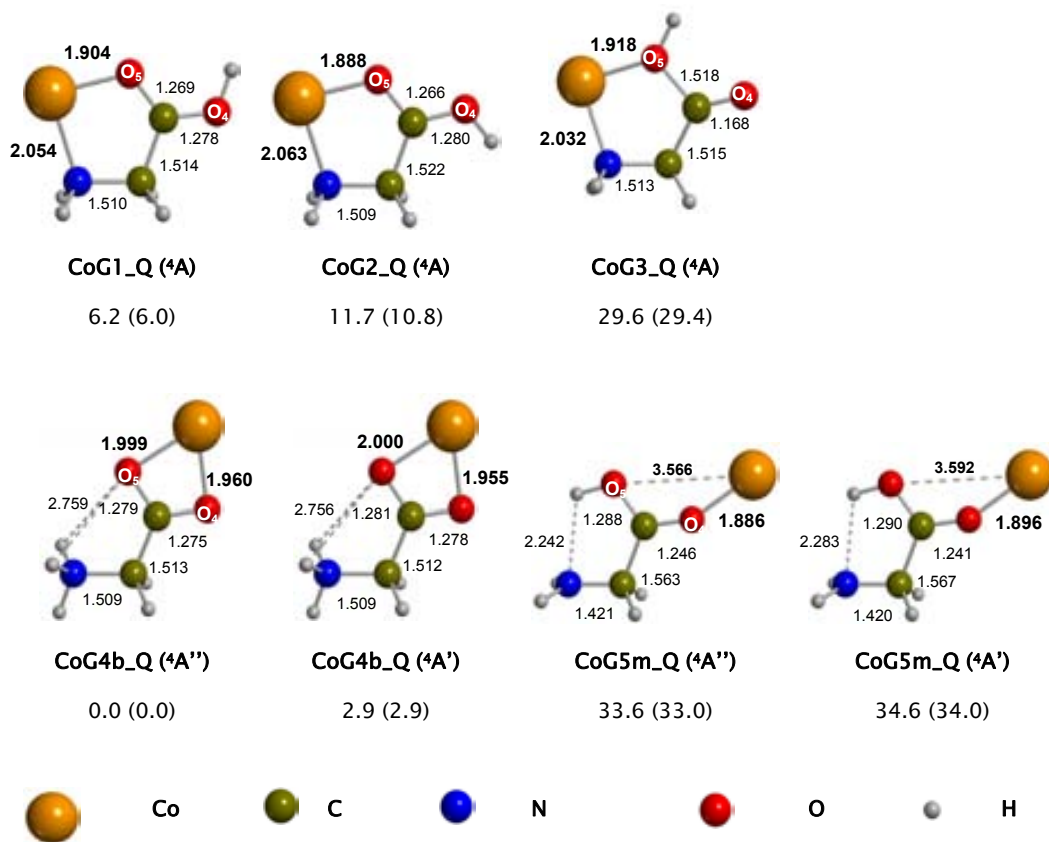 1.904
O5
1.269
O4
1.278
2.054
1.514
1.510
CoG1_Q (⁴A)
6.2 (6.0)
1.888
O5
1.266
O4
1.280
2.063
1.522
1.509
CoG2_Q (⁴A)
11.7 (10.8)
1.918
O5
1.518
O4
1.168
2.032
1.515
1.513
CoG3_Q (⁴A)
29.6 (29.4)
1.999
O5
1.960
2.759
1.279
O4
1.275
1.513
1.509
CoG4b_Q (⁴A’’)
0.0 (0.0)
2.000
1.955
2.756
1.281
1.278
1.512
1.509
CoG4b_Q (⁴A’)
2.9 (2.9)
3.566
O5
1.288
O
1.886
2.242
1.246
1.563
1.421
CoG5m_Q (⁴A’’)
33.6 (33.0)
3.592
1.290
1.896
2.283
1.241
1.567
1.420
CoG5m_Q (⁴A’)
34.6 (34.0)
Co C N O H